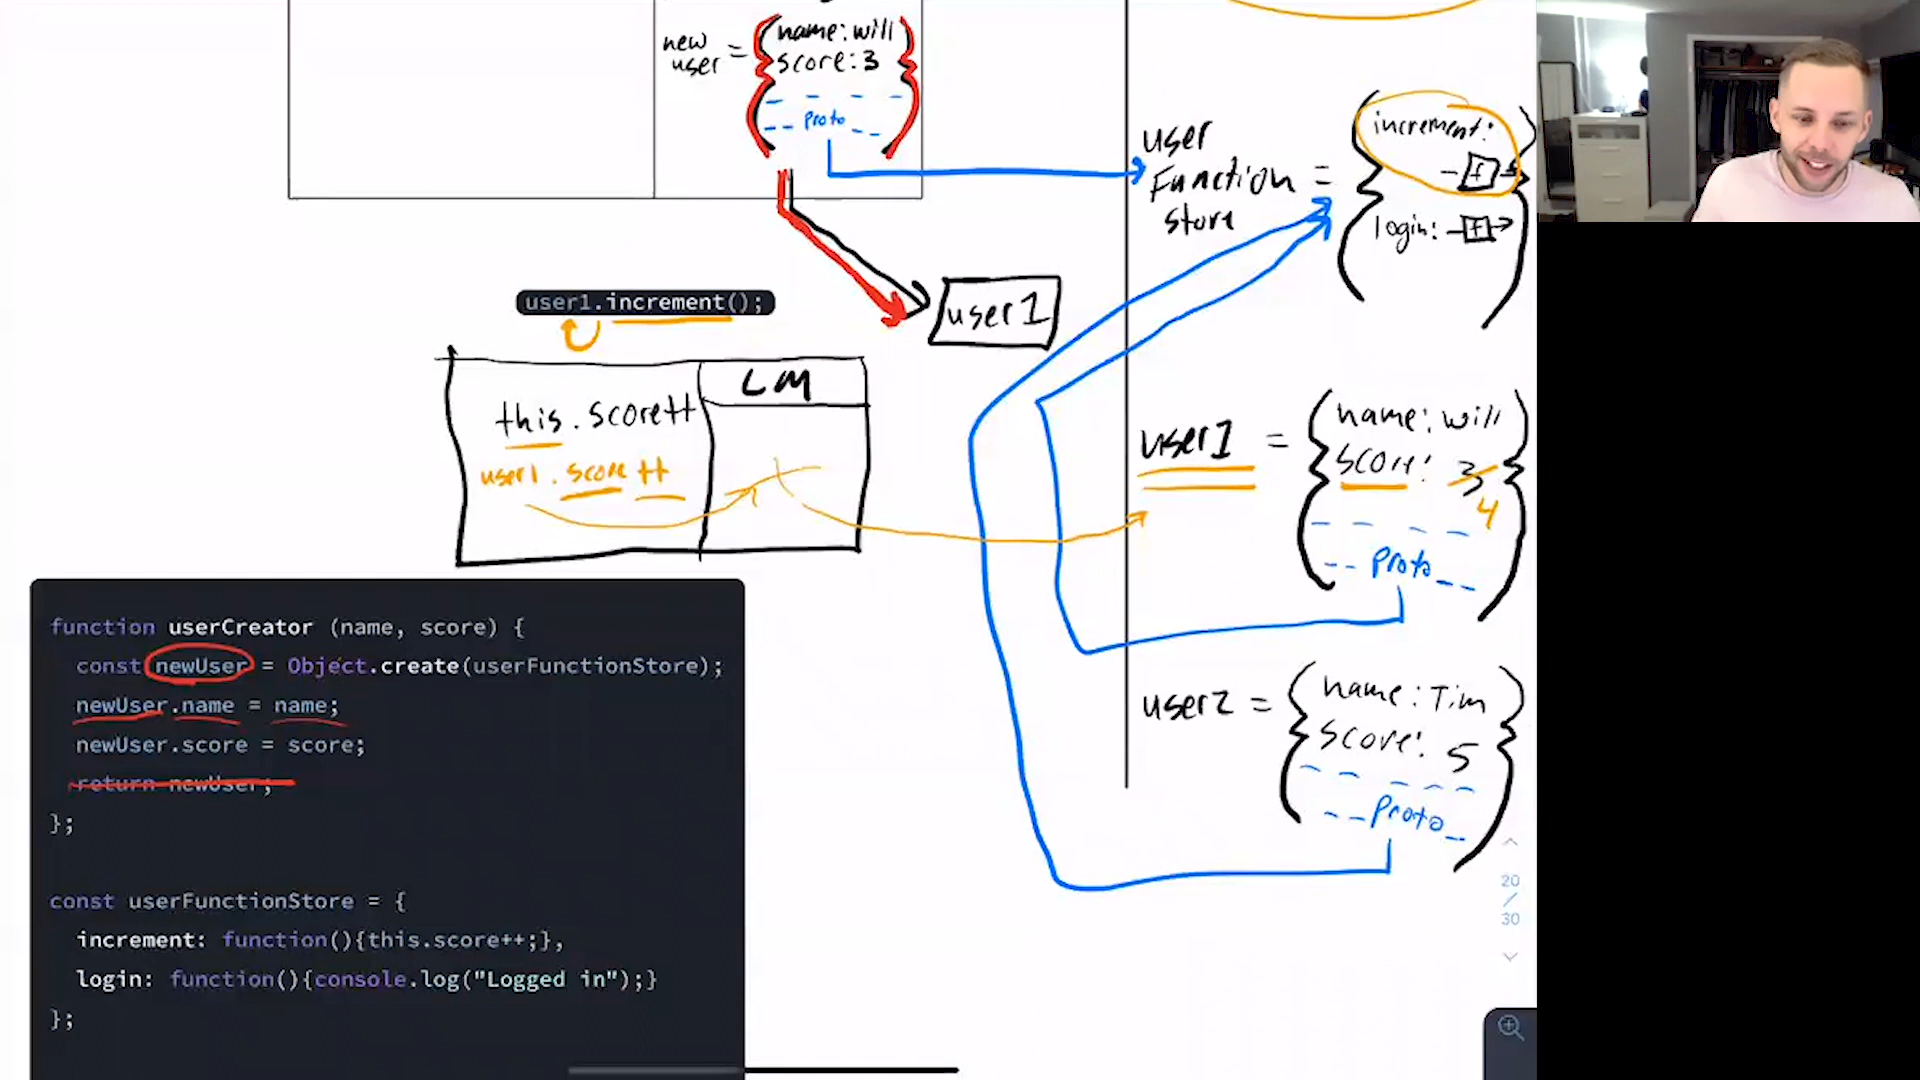 new
user = name: will
score: 3
proto
user
Function =
store
increment:
f
login: f
user1.increment();
user1
LM
this.score++
user1.score++
user1 = name: will
score: 3
4
proto
user2 = name: Tim
score: 5
proto
function userCreator (name, score) {
const newUser = Object.create(userFunctionStore);
newUser.name = name;
newUser.score = score;
return newUser;
};
const userFunctionStore = {
increment: function(){this.score++;},
login: function(){console.log("Logged in");}
};
20
/
30